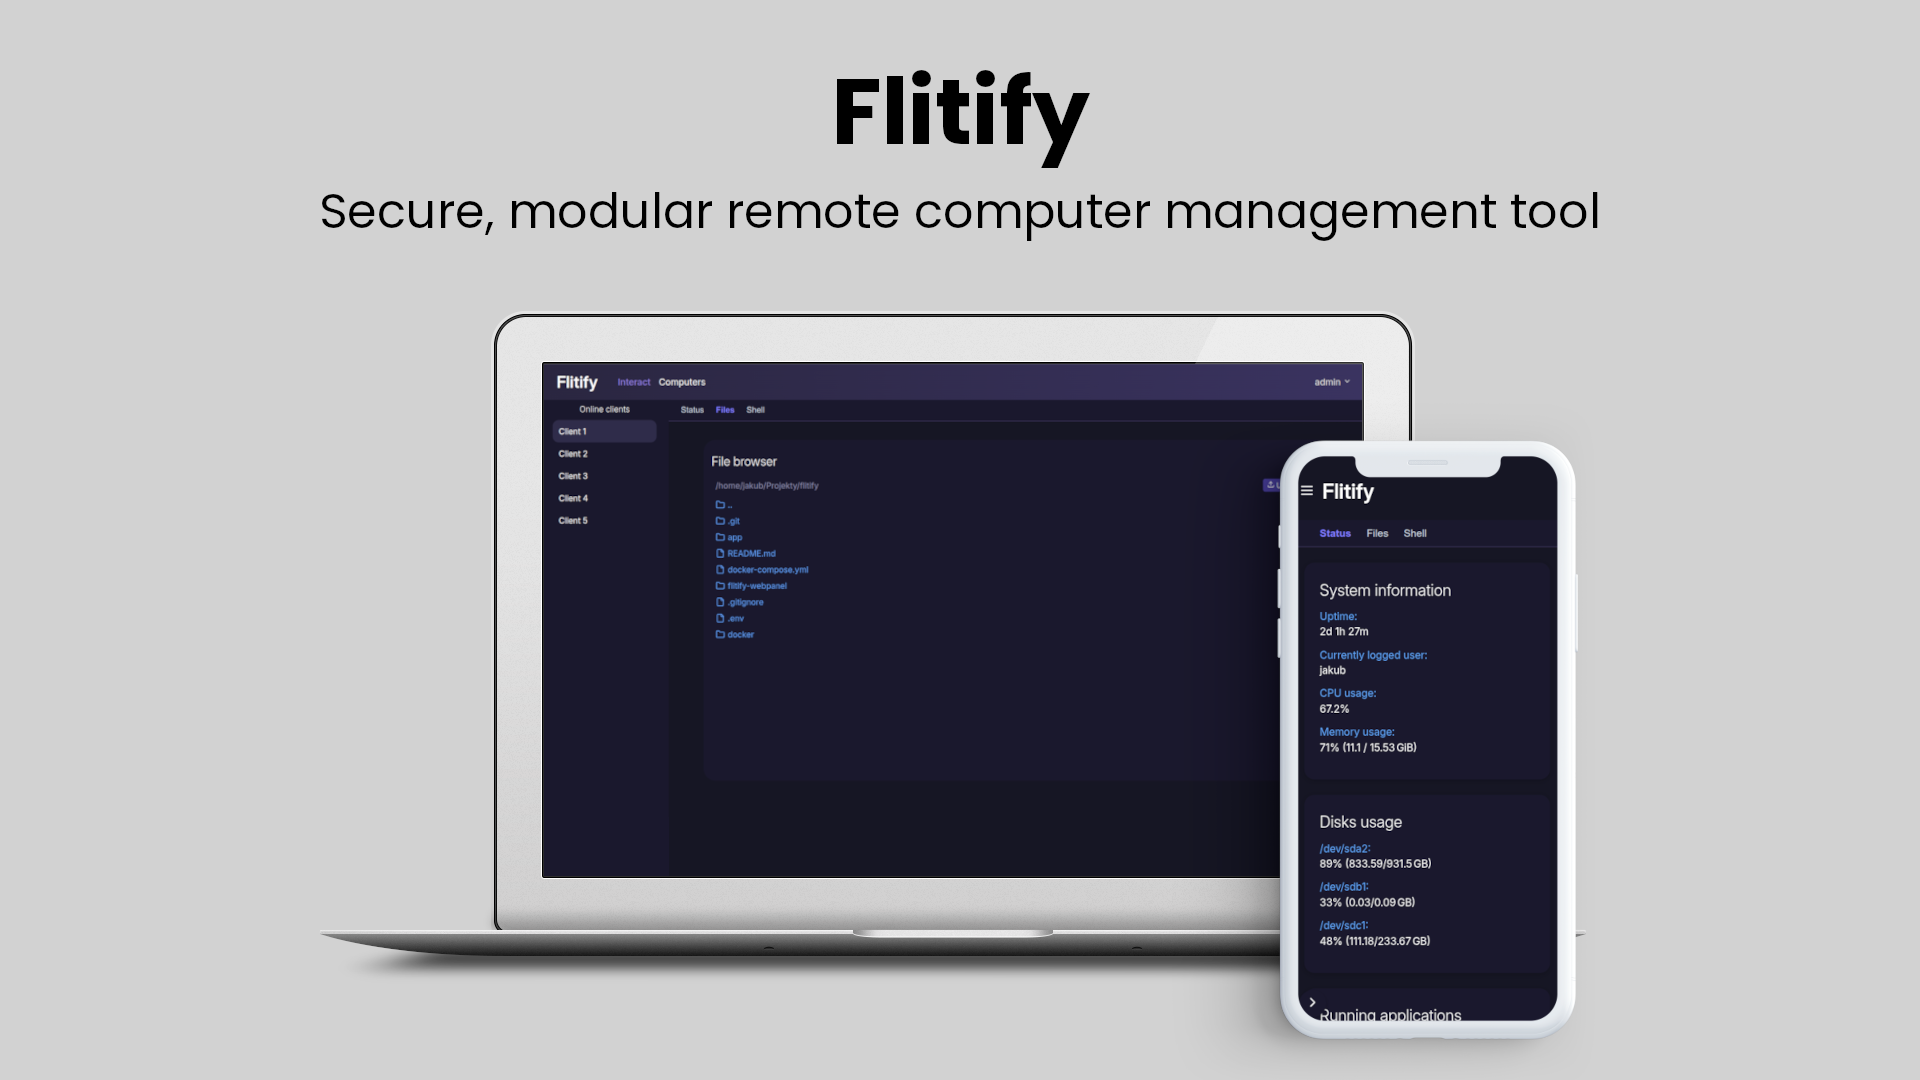 Flitify
Secure, modular remote computer management tool
Flitify Interact Computers admin
Online clients
Client 1
Client 2
Client 3
Client 4
Client 5
Status Files Shell
File browser
/home/jakub/Projekty/flitify
..
.git
app
README.md
docker-compose.yml
flitify-webpanel
.gitignore
.env
docker
Flitify
Status Files Shell
System information
Uptime:
2d 1h 27m
Currently logged user:
jakub
CPU usage:
67.2%
Memory usage:
71% (11.1 / 15.53 GiB)
Disks usage
/dev/sda2:
89% (833.59/931.5 GB)
/dev/sdb1:
33% (0.03/0.09 GB)
/dev/sdc1:
48% (111.18/233.67 GB)
Running applications